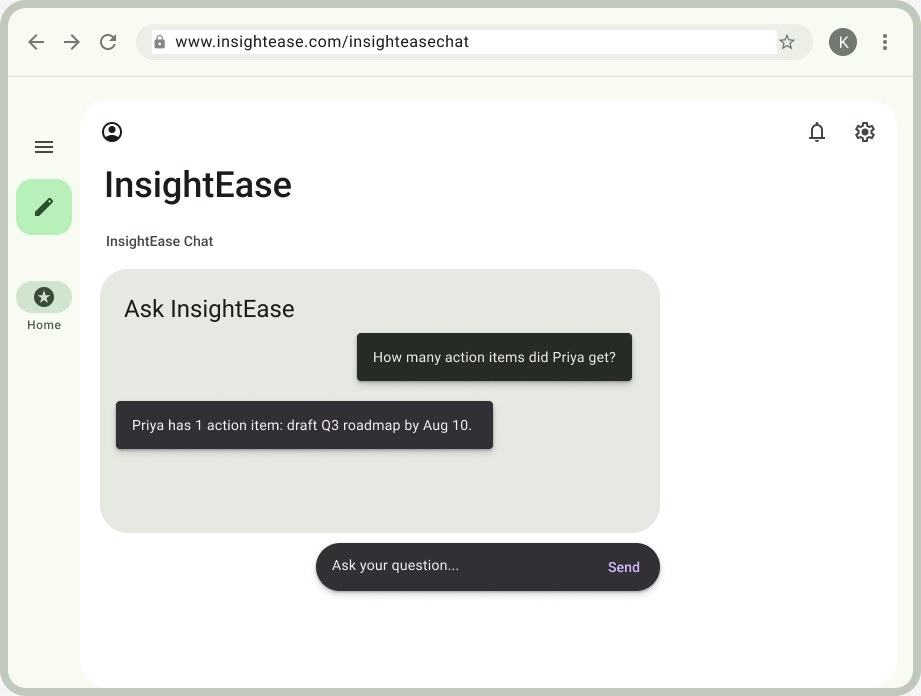 www.insightease.com/insighteasechat
K
InsightEase
InsightEase Chat
Home
Ask InsightEase
How many action items did Priya get?
Priya has 1 action item: draft Q3 roadmap by Aug 10.
Ask your question...
Send